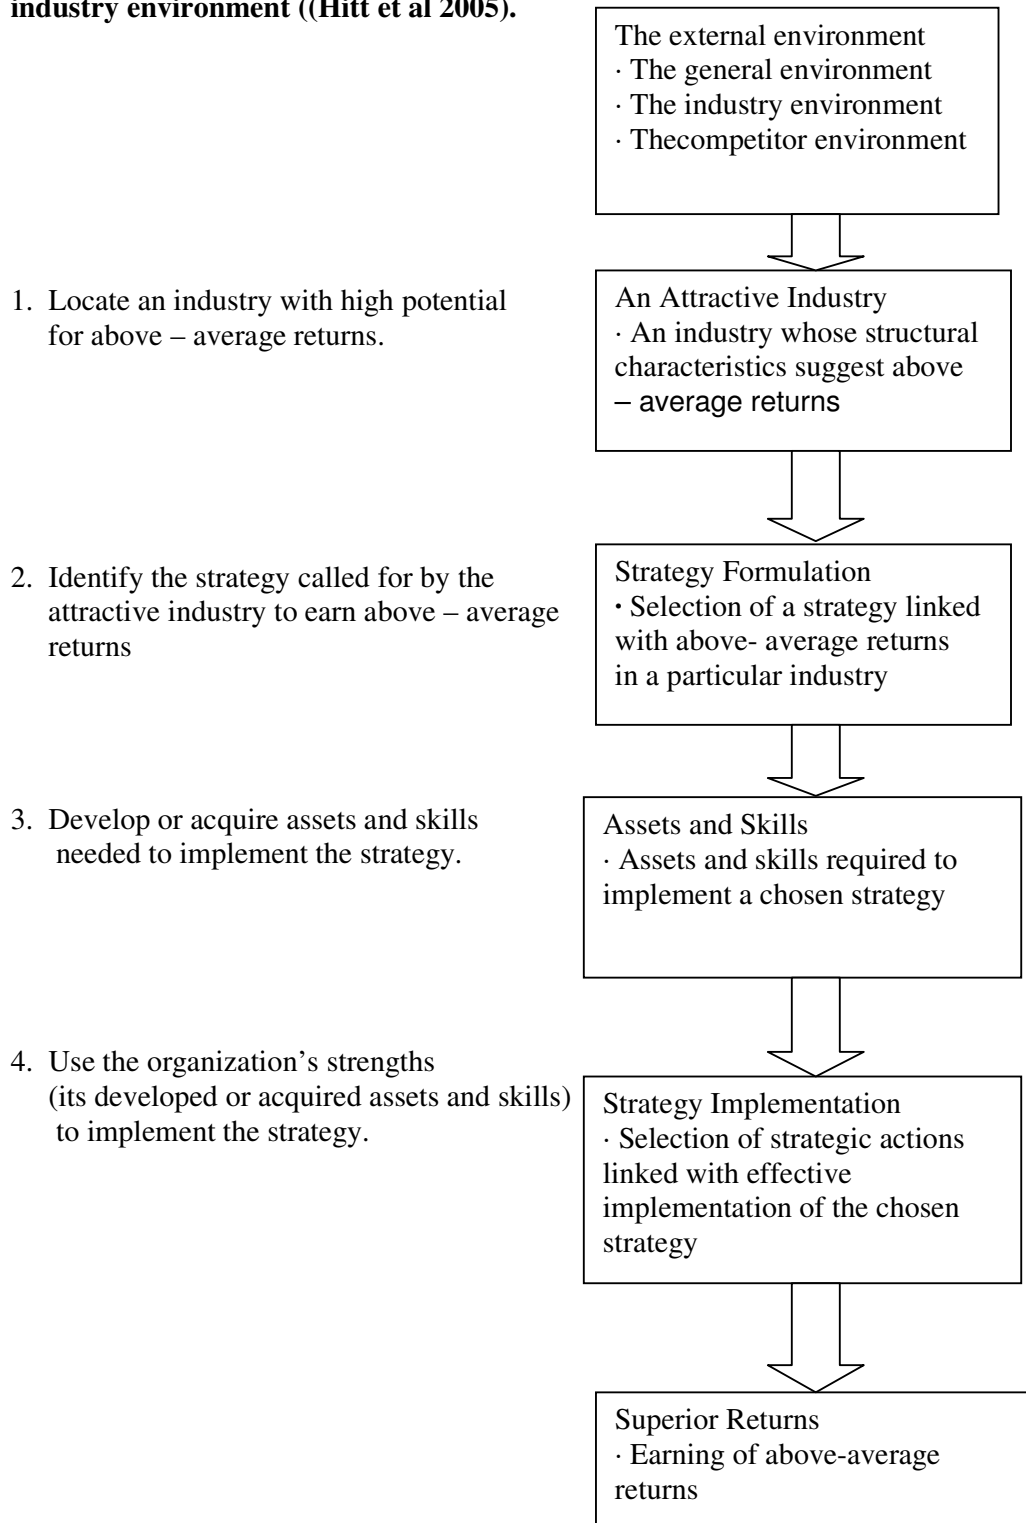 industry environment ((Hitt et al 2005).
The external environment
· The general environment
· The industry environment
· Thecompetitor environment
1. Locate an industry with high potential
for above – average returns.
An Attractive Industry
· An industry whose structural
characteristics suggest above
– average returns
2. Identify the strategy called for by the
attractive industry to earn above – average
returns
Strategy Formulation
· Selection of a strategy linked
with above- average returns
in a particular industry
3. Develop or acquire assets and skills
needed to implement the strategy.
Assets and Skills
· Assets and skills required to
implement a chosen strategy
4. Use the organization’s strengths
(its developed or acquired assets and skills)
to implement the strategy.
Strategy Implementation
· Selection of strategic actions
linked with effective
implementation of the chosen
strategy
Superior Returns
· Earning of above-average
returns